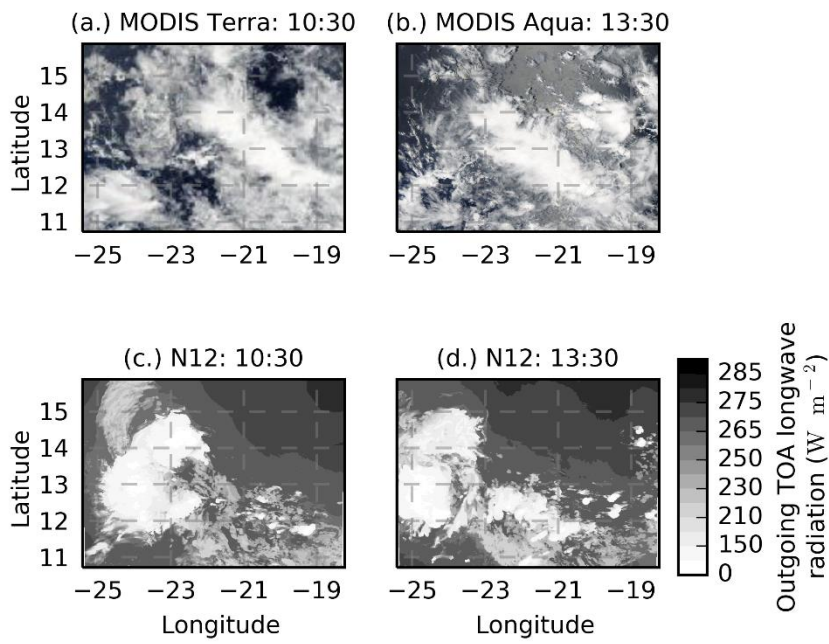 (a.) MODIS Terra: 10:30
(b.) MODIS Aqua: 13:30
Latitude
15
14
13
12
11
−25 −23 −21 −19
−25 −23 −21 −19
(c.) N12: 10:30
(d.) N12: 13:30
Latitude
15
14
13
12
11
−25 −23 −21 −19
−25 −23 −21 −19
Longitude
Longitude
285
275
265
250
230
210
150
0
Outgoing TOA longwave
radiation (W m−2)